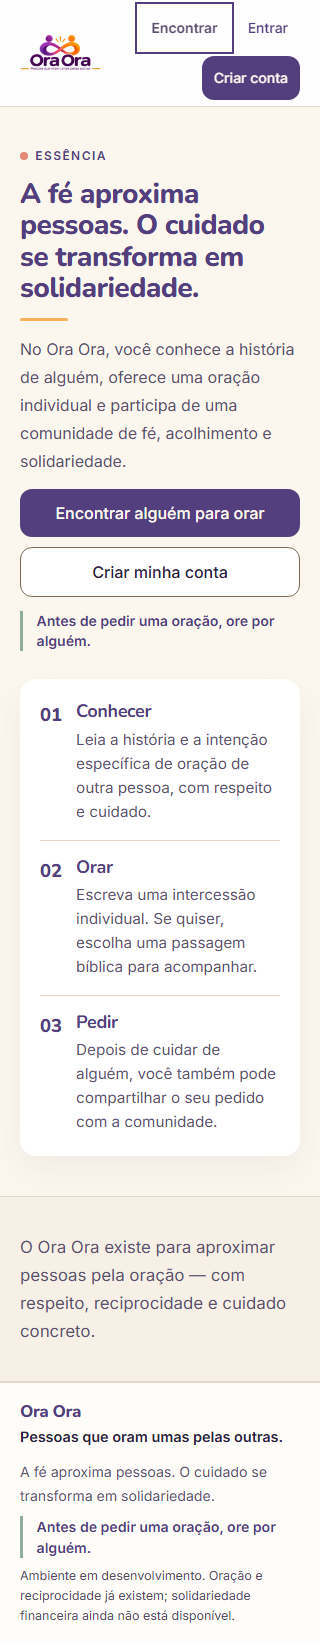 Encontrar
Entrar
Ora Ora
Criar conta
ESSÊNCIA
A fé aproxima
pessoas. O cuidado
se transforma em
solidariedade.
No Ora Ora, você conhece a história
de alguém, oferece uma oração
individual e participa de uma
comunidade de fé, acolhimento e
solidariedade.
Encontrar alguém para orar
Criar minha conta
Antes de pedir uma oração, ore por
alguém.
01 Conhecer
Leia a história e a intenção
específica de oração de
outra pessoa, com respeito
e cuidado.
02 Orar
Escreva uma intercessão
individual. Se quiser,
escolha uma passagem
bíblica para acompanhar.
03 Pedir
Depois de cuidar de
alguém, você também pode
compartilhar o seu pedido
com a comunidade.
O Ora Ora existe para aproximar
pessoas pela oração — com
respeito, reciprocidade e cuidado
concreto.
Ora Ora
Pessoas que oram umas pelas outras.
A fé aproxima pessoas. O cuidado se
transforma em solidariedade.
Antes de pedir uma oração, ore por
alguém.
Ambiente em desenvolvimento. Oração e
reciprocidade já existem; solidariedade
financeira ainda não está disponível.